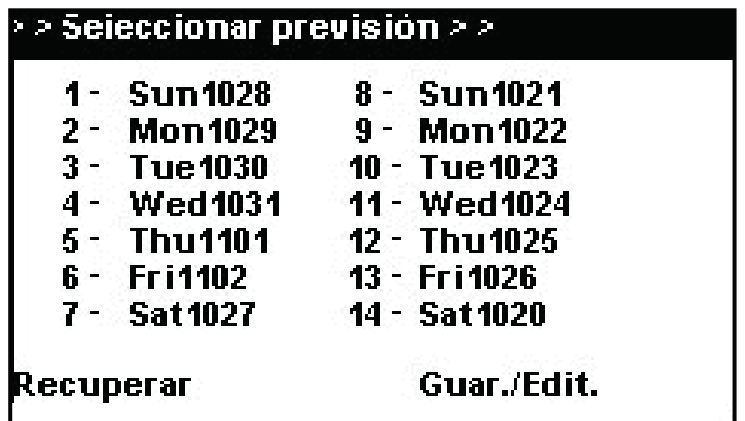 > > Seleccionar previsión > >
1 - Sun1028 8 - Sun1021
2 - Mon1029 9 - Mon1022
3 - Tue1030 10 - Tue1023
4 - Wed1031 11 - Wed1024
5 - Thu1101 12 - Thu1025
6 - Fri1102 13 - Fri1026
7 - Sat1027 14 - Sat1020
Recuperar Guar./Edit.